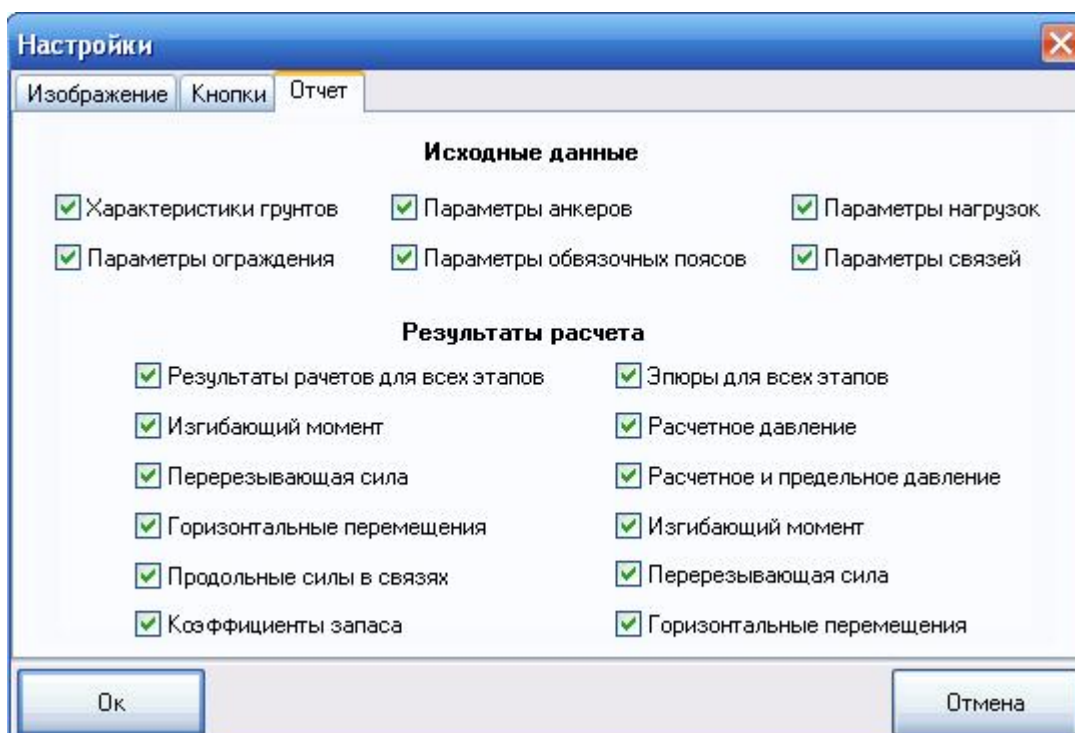 Настройки
Изображение Кнопки Отчет
Исходные данные
Характеристики грунтов Параметры анкеров Параметры нагрузок
Параметры ограждения Параметры обвязочных поясов Параметры связей
Результаты расчета
Результаты рачетов для всех этапов Эпюры для всех этапов
Изгибающий момент Расчетное давление
Перерезывающая сила Расчетное и предельное давление
Горизонтальные перемещения Изгибающий момент
Продольные силы в связях Перерезывающая сила
Коэффициенты запаса Горизонтальные перемещения
Ок Отмена